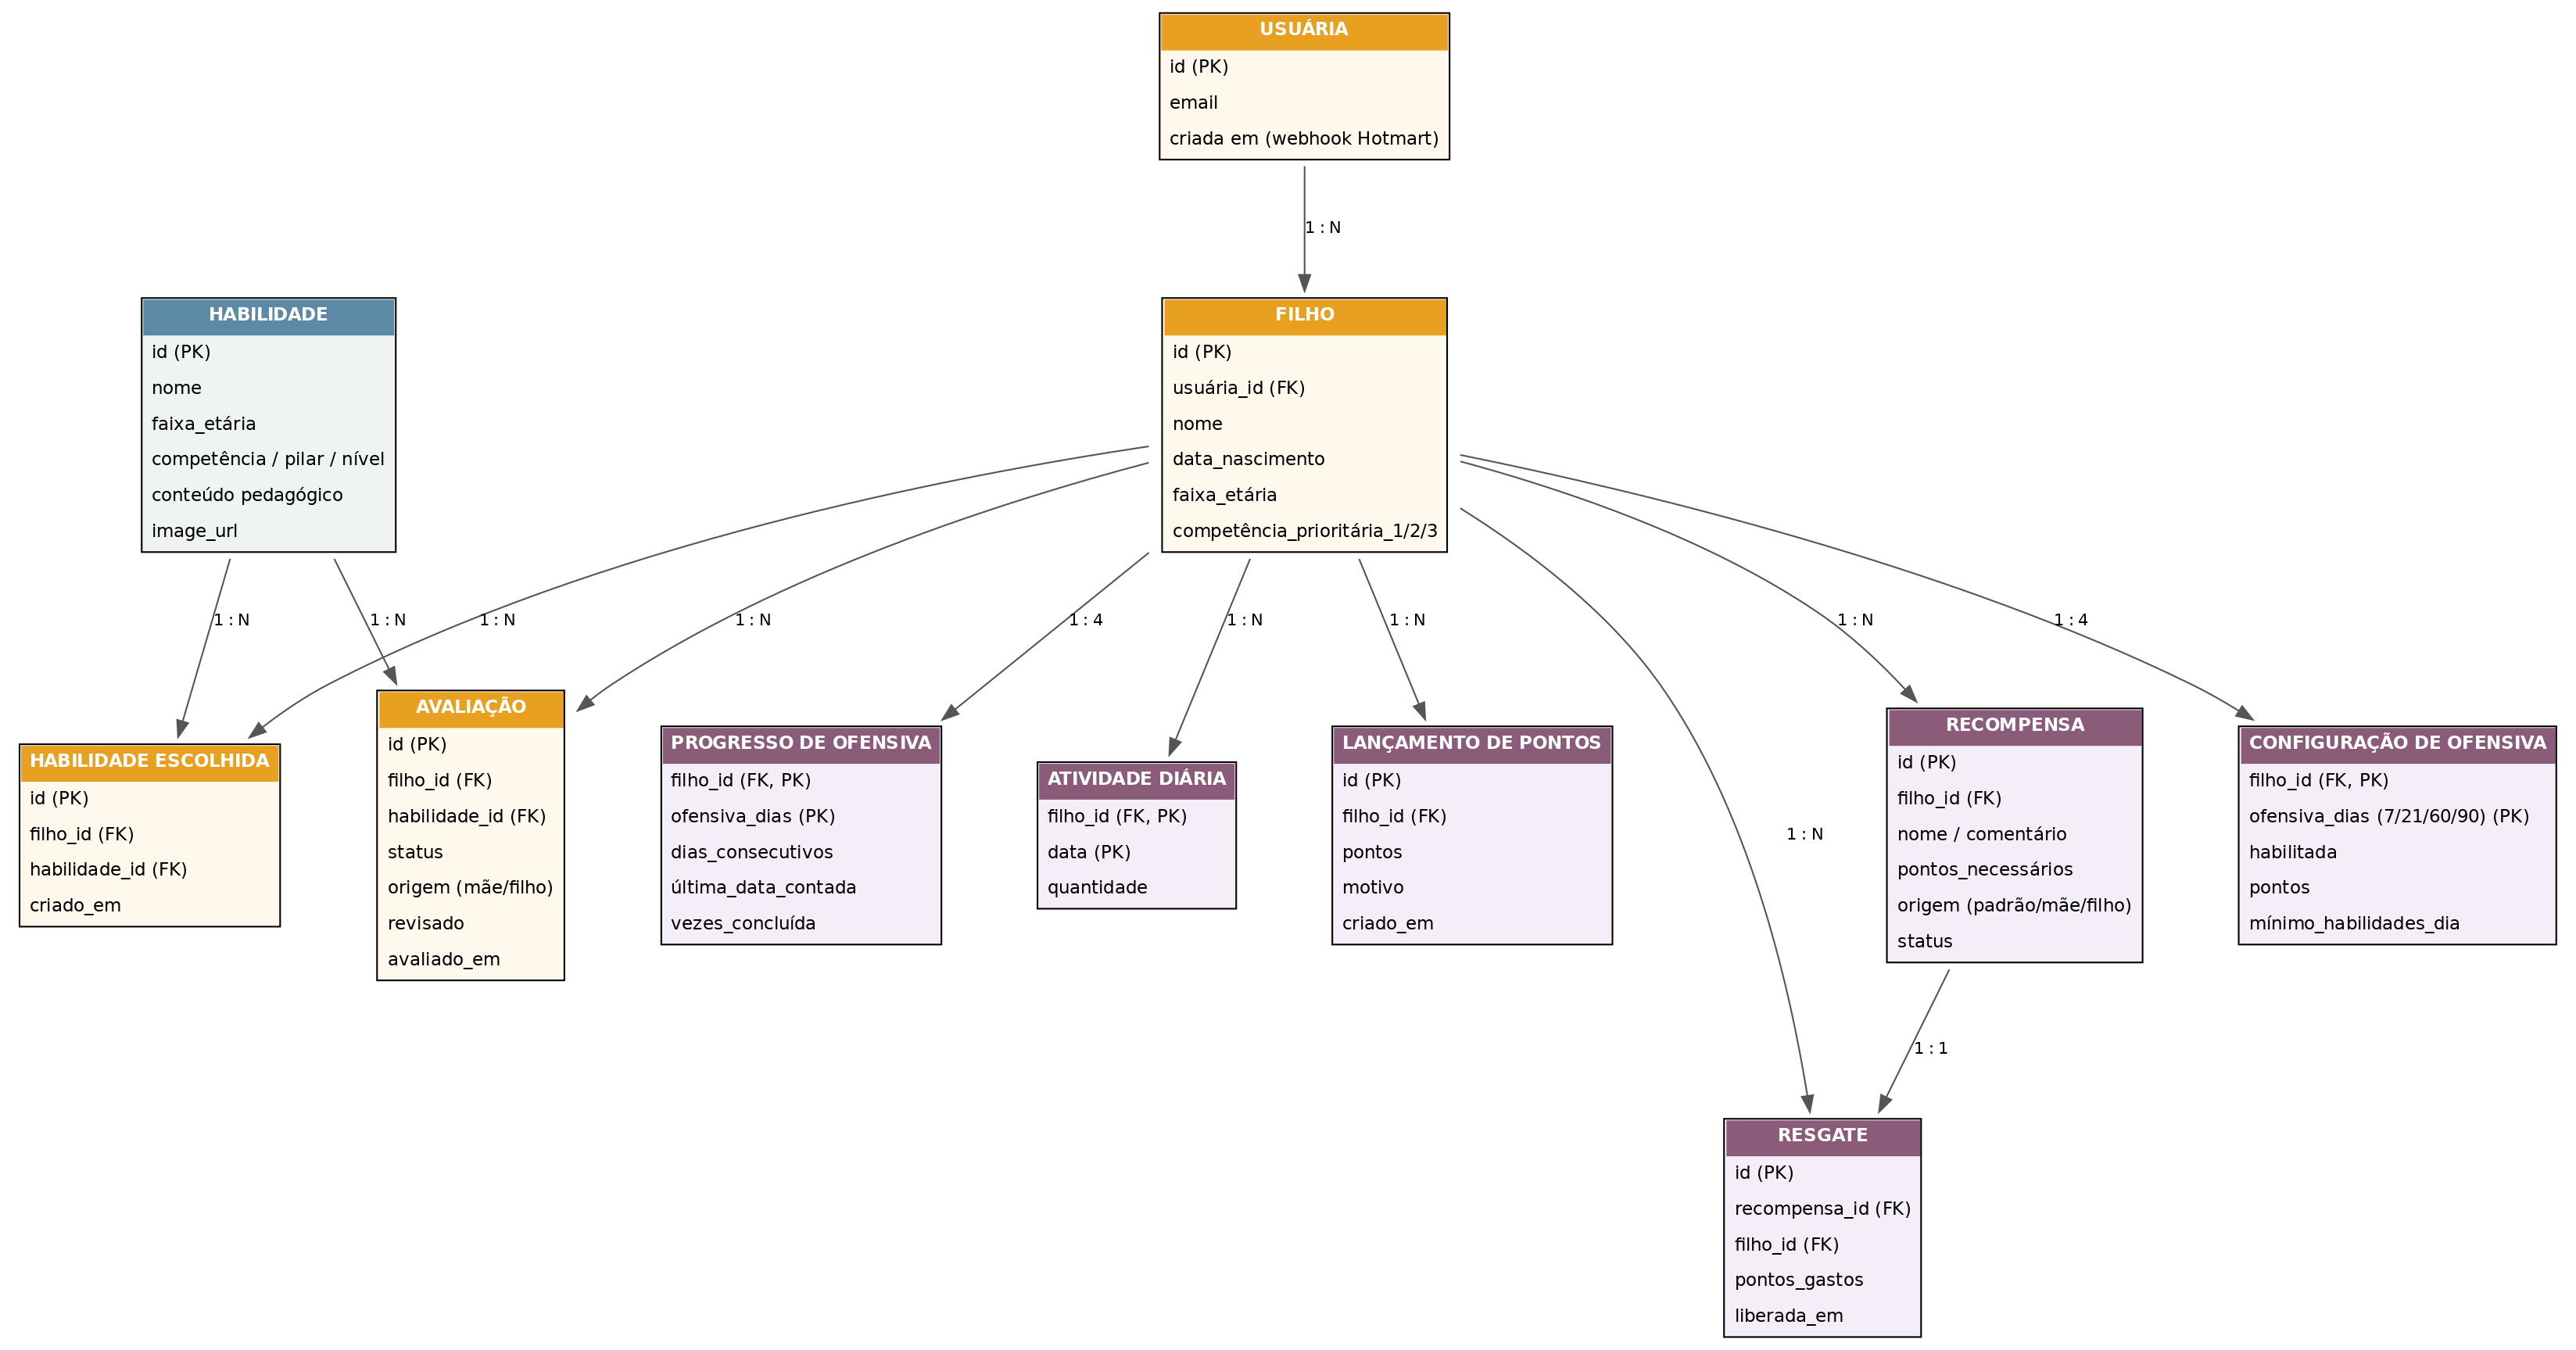 USUÁRIA
id (PK)
email
criada em (webhook Hotmart)
1 : N
HABILIDADE
id (PK)
nome
faixa_etária
competência / pilar / nível
conteúdo pedagógico
image_url
FILHO
id (PK)
usuária_id (FK)
nome
data_nascimento
faixa_etária
competência_prioritária_1/2/3
1 : N
1 : N
1 : N
1 : N
1 : 4
1 : N
1 : N
1 : N
1 : 4
HABILIDADE ESCOLHIDA
id (PK)
filho_id (FK)
habilidade_id (FK)
criado_em
AVALIAÇÃO
id (PK)
filho_id (FK)
habilidade_id (FK)
status
origem (mãe/filho)
revisado
avaliado_em
PROGRESSO DE OFENSIVA
filho_id (FK, PK)
ofensiva_dias (PK)
dias_consecutivos
última_data_contada
vezes_concluída
ATIVIDADE DIÁRIA
filho_id (FK, PK)
data (PK)
quantidade
LANÇAMENTO DE PONTOS
id (PK)
filho_id (FK)
pontos
motivo
criado_em
1 : N
RECOMPENSA
id (PK)
filho_id (FK)
nome / comentário
pontos_necessários
origem (padrão/mãe/filho)
status
CONFIGURAÇÃO DE OFENSIVA
filho_id (FK, PK)
ofensiva_dias (7/21/60/90) (PK)
habilitada
pontos
mínimo_habilidades_dia
1 : 1
RESGATE
id (PK)
recompensa_id (FK)
filho_id (FK)
pontos_gastos
liberada_em